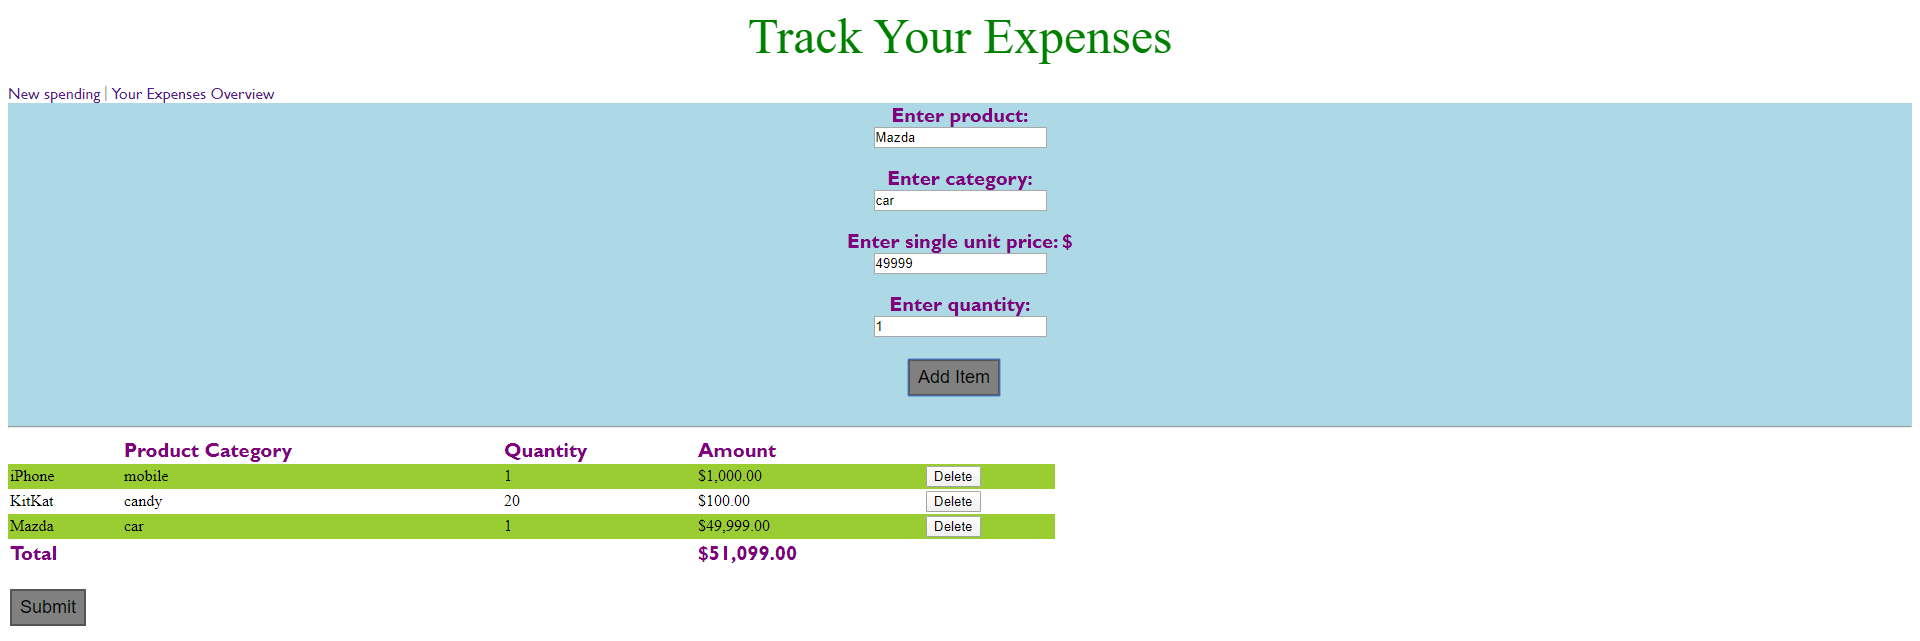 Track Your Expenses
New spending | Your Expenses Overview
Enter product:
Mazda
Enter category:
car
Enter single unit price: $
49999
Enter quantity:
1
Add Item
Product Category Quantity Amount
iPhone mobile 1 $1,000.00 Delete
KitKat candy 20 $100.00 Delete
Mazda car 1 $49,999.00 Delete
Total $51,099.00
Submit